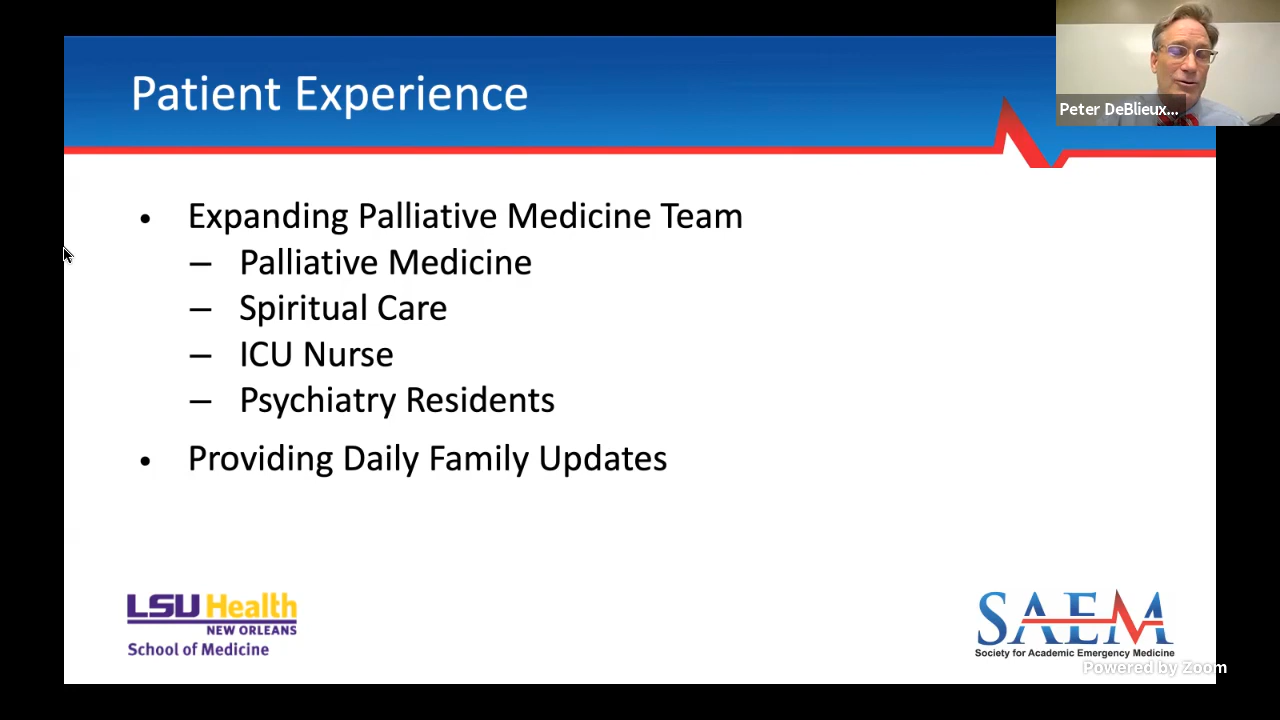 Patient Experience
Peter DeBlieux...
• Expanding Palliative Medicine Team
– Palliative Medicine
– Spiritual Care
– ICU Nurse
– Psychiatry Residents
• Providing Daily Family Updates
LSU Health
NEW ORLEANS
School of Medicine
SAEM
Society for Academic Emergency Medicine
Powered by Zoom